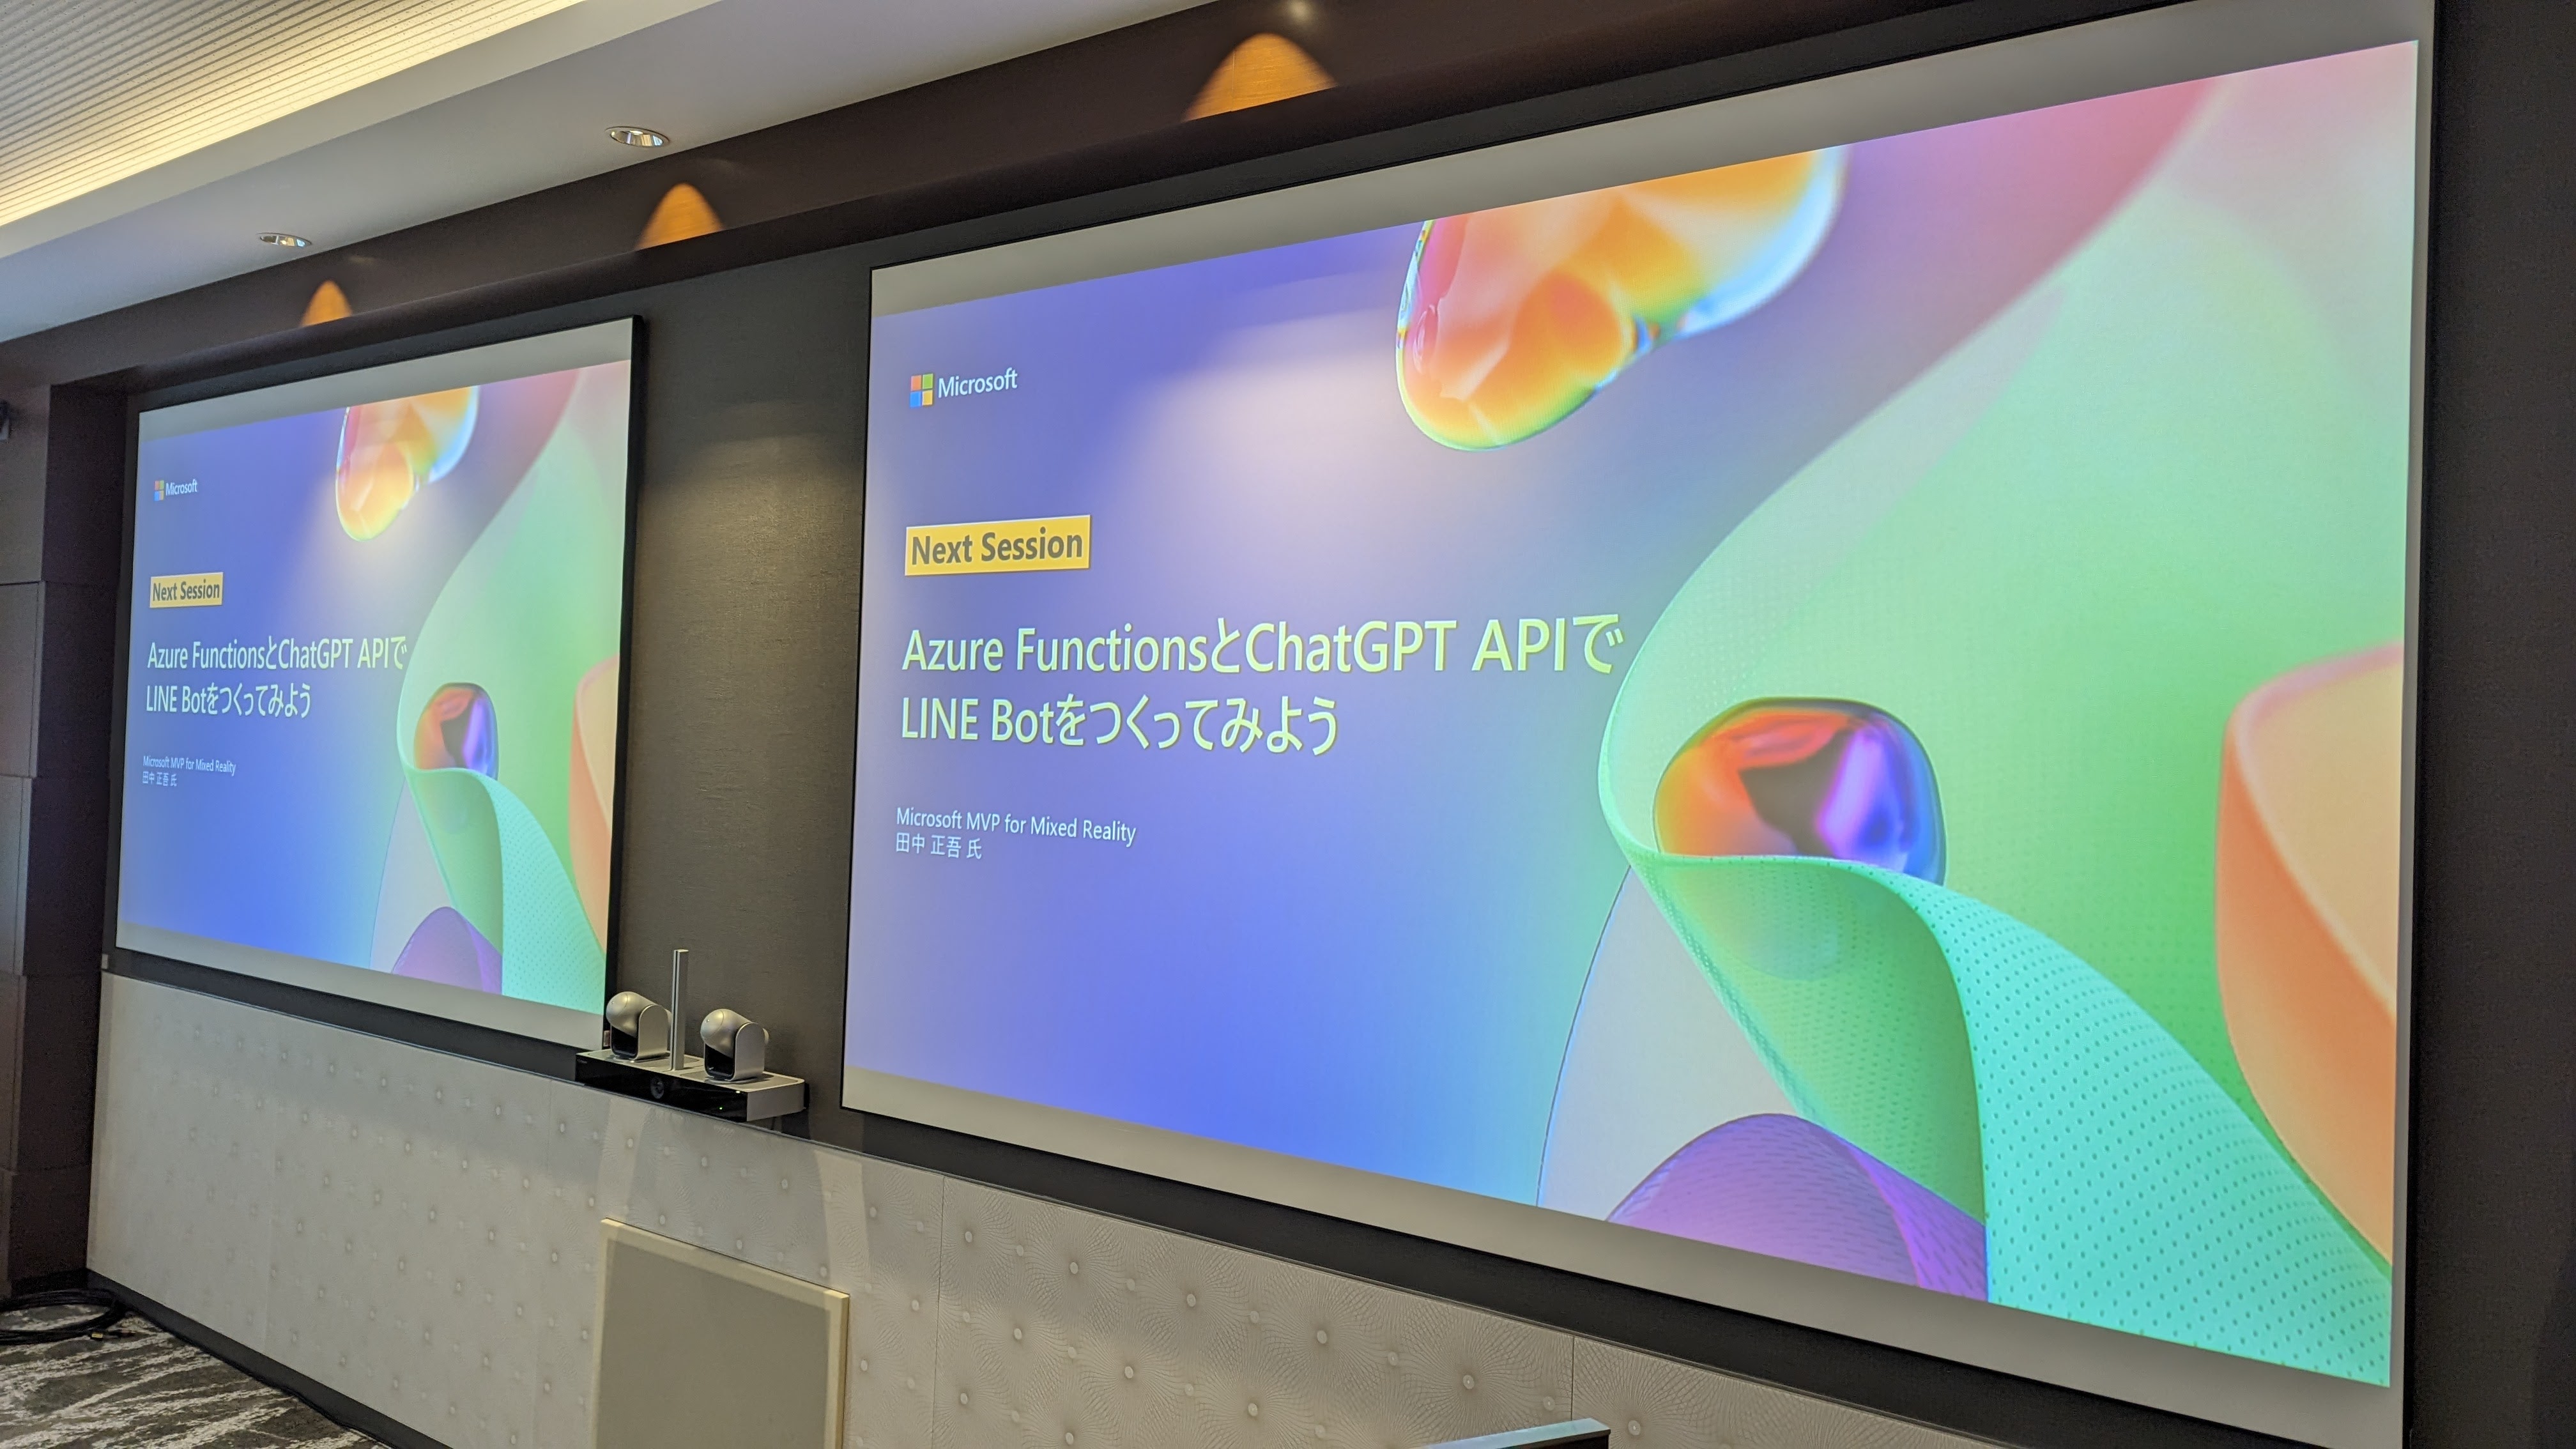 Microsoft
Next Session
Azure FunctionsとChatGPT APIで
LINE Botをつくってみよう
Microsoft MVP for Mixed Reality
田中 正吾 氏
Microsoft
Next Session
Azure FunctionsとChatGPT APIで
LINE Botをつくってみよう
Microsoft MVP for Mixed Reality
田中 正吾 氏